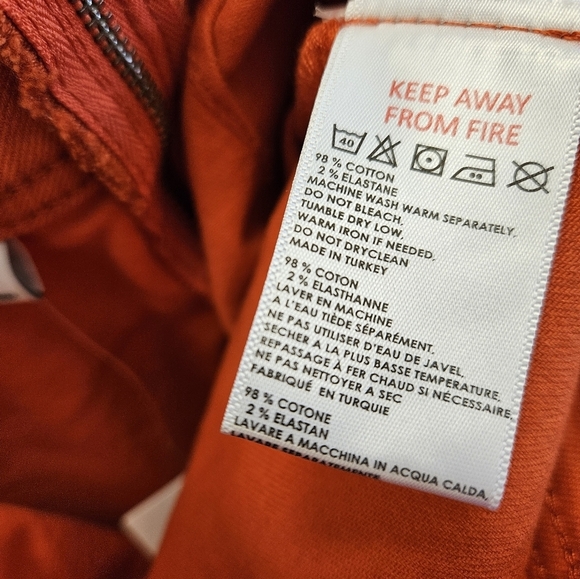 KEEP AWAY
FROM FIRE
40
98 % COTTON
2 % ELASTANE
MACHINE WASH WARM SEPARATELY.
DO NOT BLEACH.
TUMBLE DRY LOW.
WARM IRON IF NEEDED.
DO NOT DRYCLEAN
MADE IN TURKEY
98 % COTON
2 % ELASTHANNE
LAVER EN MACHINE
A L'EAU TIÈDE SÉPARÉMENT.
NE PAS UTILISER D'EAU DE JAVEL.
SECHER A LA PLUS BASSE TEMPERATURE.
REPASSAGE À FER CHAUD SI NÉCESSAIRE.
NE PAS NETTOYER A SEC
FABRIQUÉ EN TURQUIE
98 % COTONE
2 % ELASTAN
LAVARE A MACCHINA IN ACQUA CALDA,
LAVARE SEPARATAMENTE